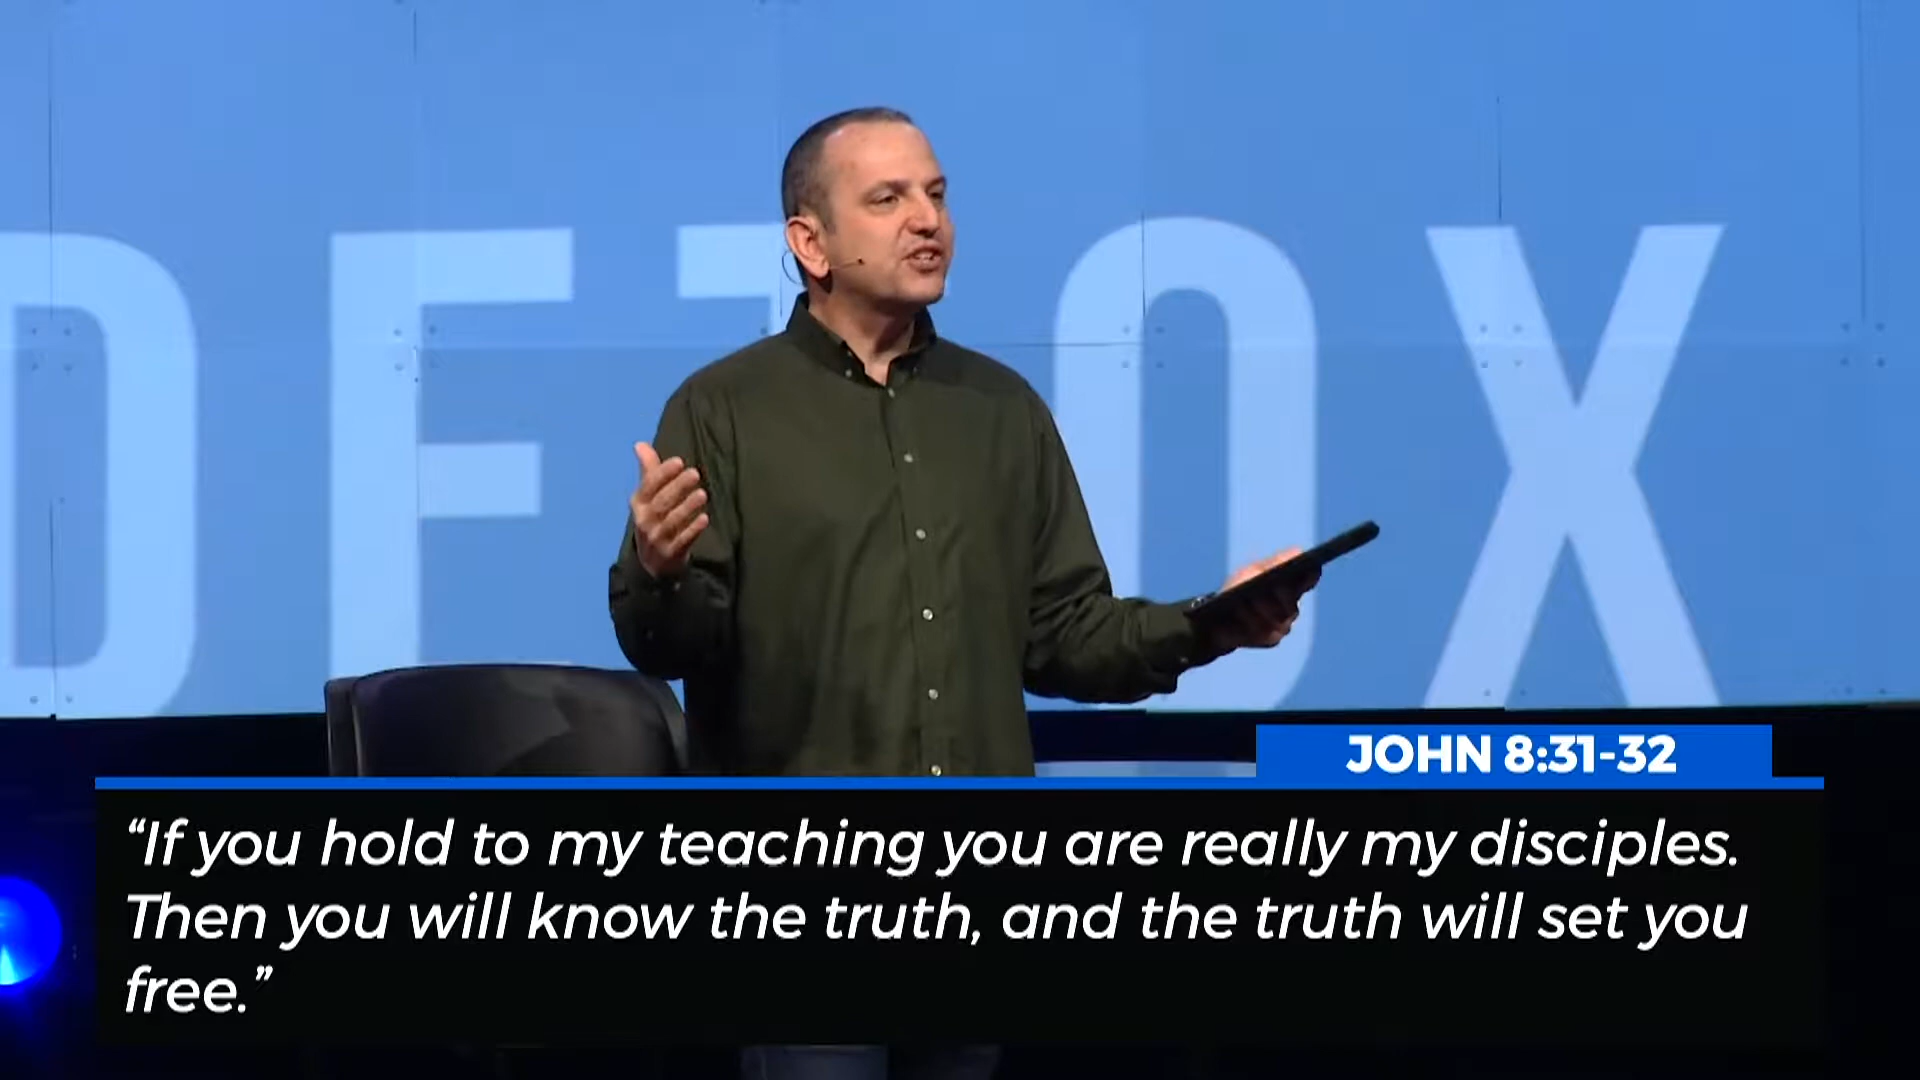 DETOX
JOHN 8:31-32
“If you hold to my teaching you are really my disciples.
Then you will know the truth, and the truth will set you
free.”